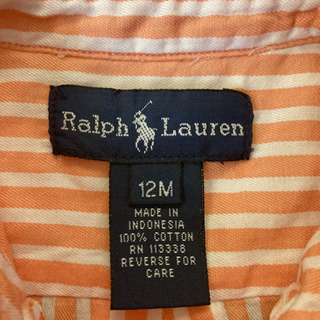 Ralph Lauren
12M
MADE IN
INDONESIA
100% COTTON
RN 113338
REVERSE FOR
CARE